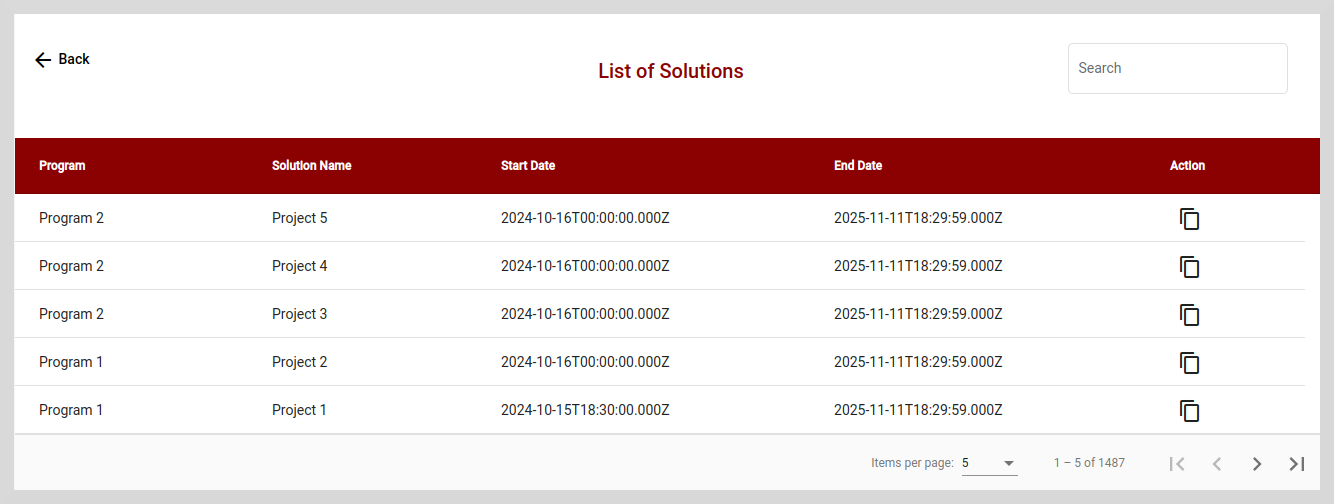 Back
List of Solutions
Search
Program Solution Name Start Date End Date Action
Program 2 Project 5 2024-10-16T00:00:00.000Z 2025-11-11T18:29:59.000Z
Program 2 Project 4 2024-10-16T00:00:00.000Z 2025-11-11T18:29:59.000Z
Program 2 Project 3 2024-10-16T00:00:00.000Z 2025-11-11T18:29:59.000Z
Program 1 Project 2 2024-10-16T00:00:00.000Z 2025-11-11T18:29:59.000Z
Program 1 Project 1 2024-10-15T18:30:00.000Z 2025-11-11T18:29:59.000Z
Items per page: 5 1 – 5 of 1487